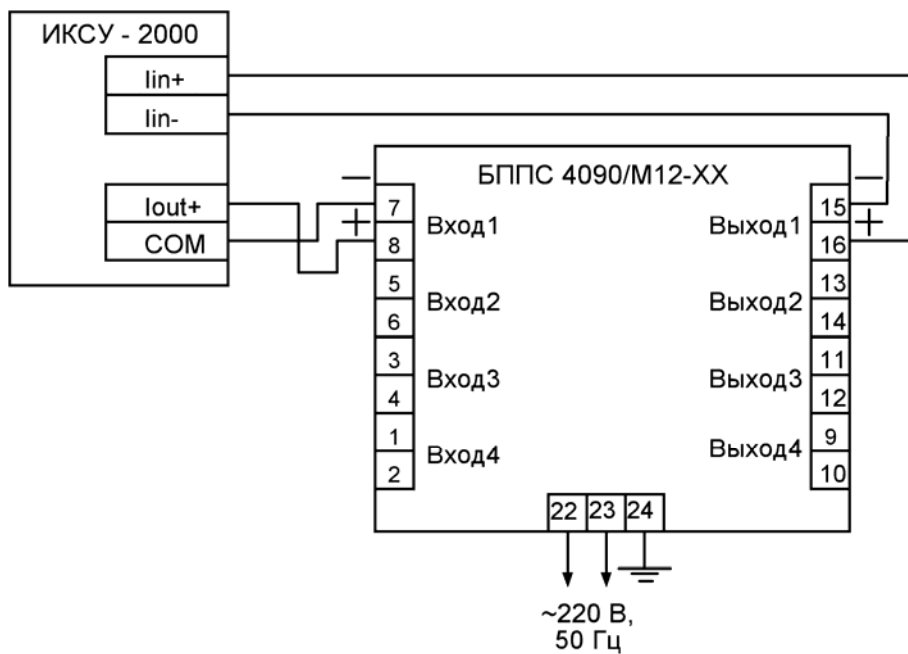 ИКСУ - 2000
Iin+
Iin-
Iout+
COM
БППС 4090/М12-XX
−
7
+
8
Вход1
5
6
Вход2
3
4
Вход3
1
2
Вход4
−
15
+
16
Выход1
13
14
Выход2
11
12
Выход3
9
10
Выход4
22 23 24
~220 В,
50 Гц